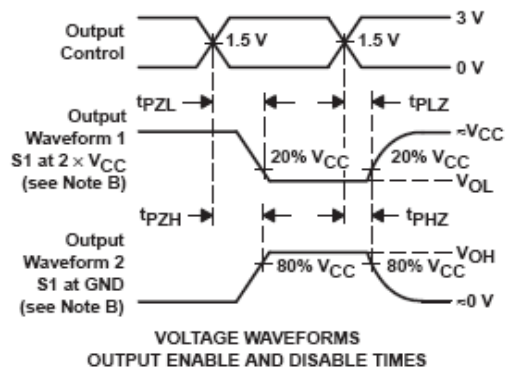 Output
Control
1.5 V
1.5 V
3 V
0 V
tPZL
tPLZ
Output
Waveform 1
S1 at 2 × VCC
(see Note B)
20% VCC
20% VCC
≈VCC
VOL
tPZH
tPHZ
Output
Waveform 2
S1 at GND
(see Note B)
80% VCC
80% VCC
VOH
≈0 V
VOLTAGE WAVEFORMS
OUTPUT ENABLE AND DISABLE TIMES